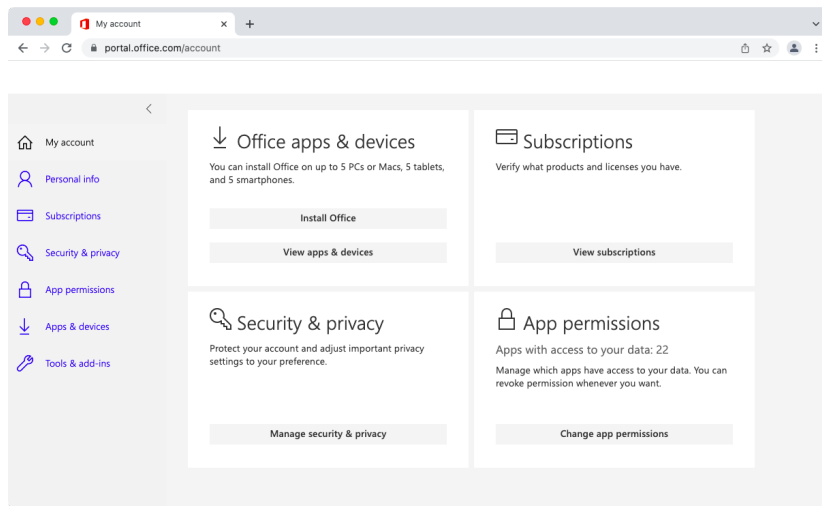 My account
portal.office.com/account
My account
Personal info
Subscriptions
Security & privacy
App permissions
Apps & devices
Tools & add-ins
Office apps & devices
You can install Office on up to 5 PCs or Macs, 5 tablets,
and 5 smartphones.
Install Office
View apps & devices
Subscriptions
Verify what products and licenses you have.
View subscriptions
Security & privacy
Protect your account and adjust important privacy
settings to your preference.
Manage security & privacy
App permissions
Apps with access to your data: 22
Manage which apps have access to your data. You can
revoke permission whenever you want.
Change app permissions